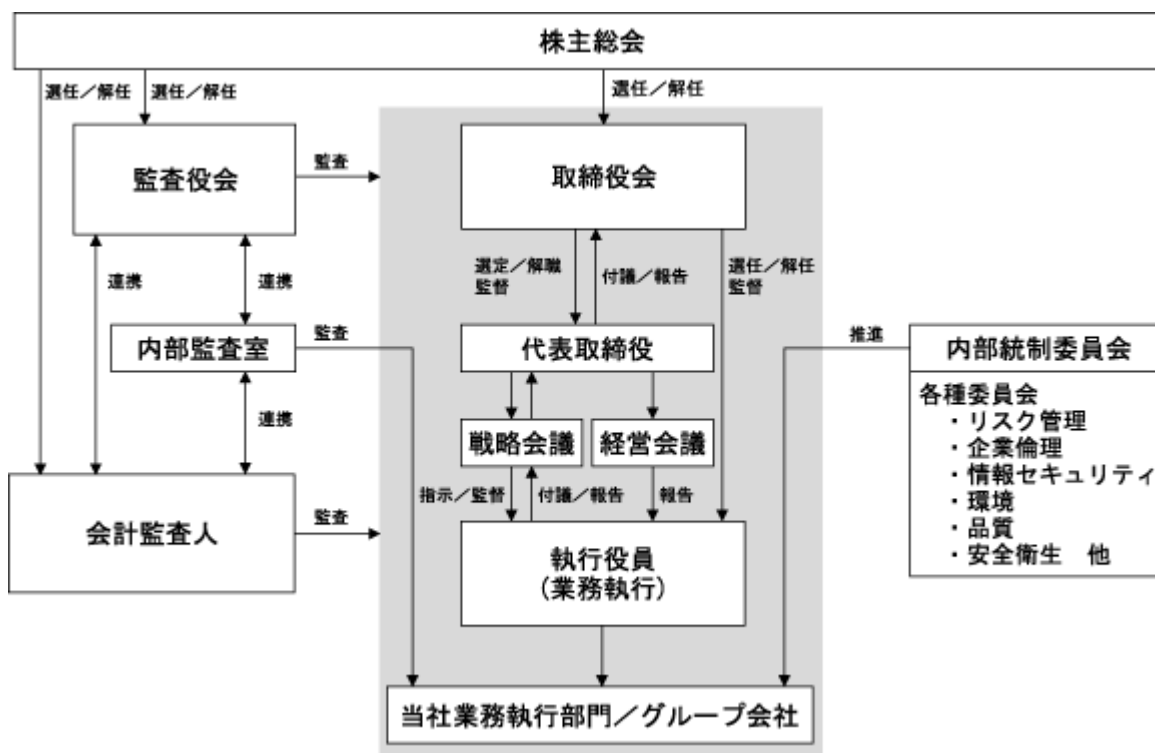 株主総会
選任／解任
選任／解任
選任／解任
監査役会
監査
取締役会
連携
連携
選定／解職
監督
付議／報告
選任／解任
監督
内部監査室
監査
代表取締役
推進
内部統制委員会
各種委員会
・リスク管理
・企業倫理
・情報セキュリティ
・環境
・品質
・安全衛生　他
連携
戦略会議
経営会議
指示／監督
付議／報告
報告
会計監査人
監査
執行役員
（業務執行）
当社業務執行部門／グループ会社